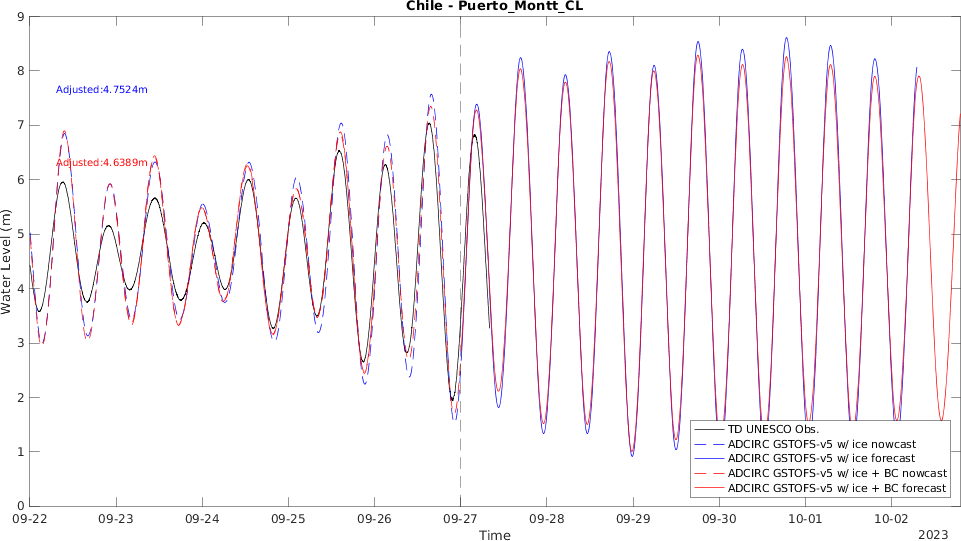 Chile - Puerto_Montt_CL
9
8
7
6
5
4
3
2
1
0
Water Level (m)
Adjusted:4.7524m
Adjusted:4.6389m
TD UNESCO Obs.
ADCIRC GSTOFS-v5 w/ ice nowcast
ADCIRC GSTOFS-v5 w/ ice forecast
ADCIRC GSTOFS-v5 w/ ice + BC nowcast
ADCIRC GSTOFS-v5 w/ ice + BC forecast
09-22 09-23 09-24 09-25 09-26 09-27 09-28 09-29 09-30 10-01 10-02
Time
2023